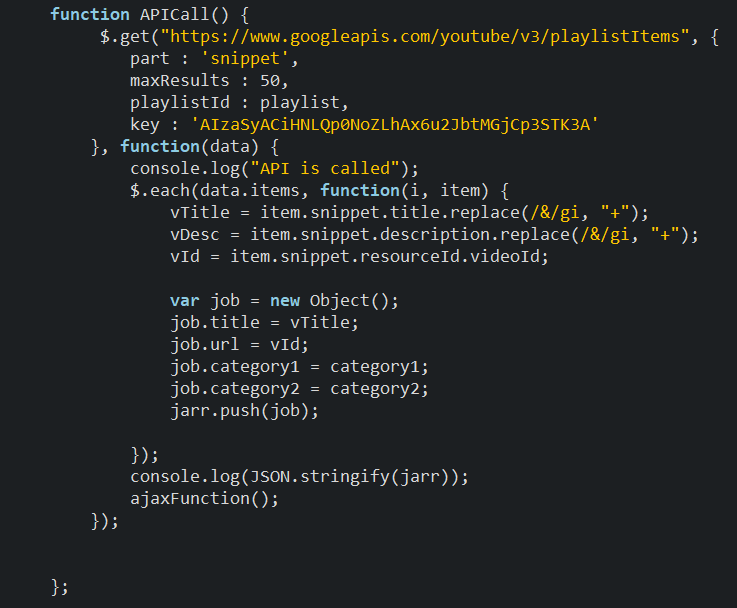 function APICall() {
$.get("https://www.googleapis.com/youtube/v3/playlistItems", {
part : 'snippet',
maxResults : 50,
playlistId : playlist,
key : 'AIzaSyACiHNLQp0NoZLhAx6u2JbtMGjCp3STK3A'
}, function(data) {
console.log("API is called");
$.each(data.items, function(i, item) {
vTitle = item.snippet.title.replace(/&/gi, "+");
vDesc = item.snippet.description.replace(/&/gi, "+");
vId = item.snippet.resourceId.videoId;
var job = new Object();
job.title = vTitle;
job.url = vId;
job.category1 = category1;
job.category2 = category2;
jarr.push(job);
});
console.log(JSON.stringify(jarr));
ajaxFunction();
});
};